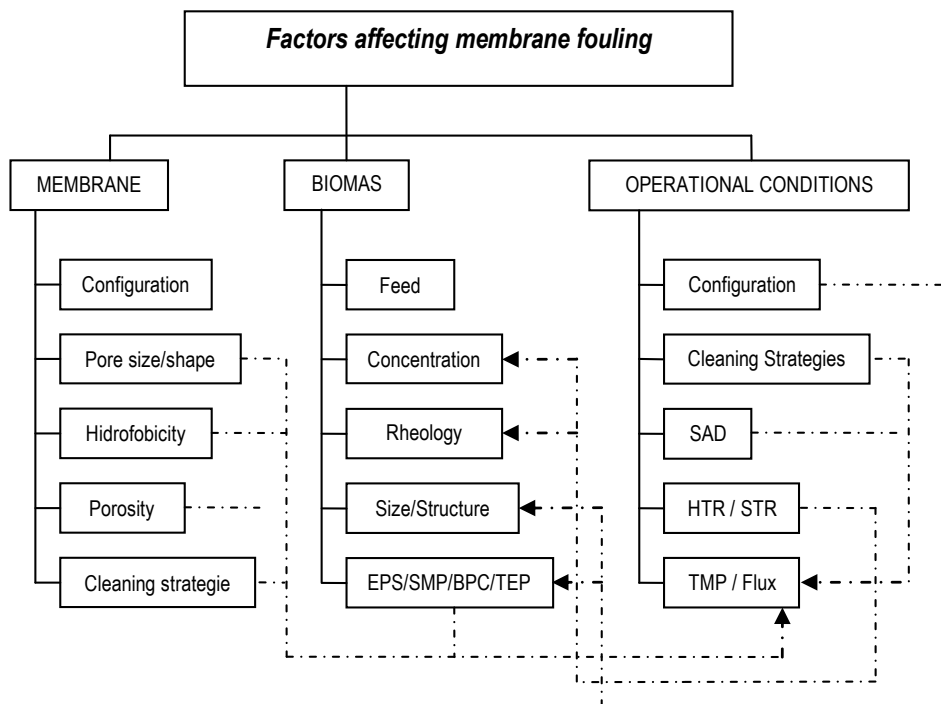 Factors affecting membrane fouling
MEMBRANE
Configuration
Pore size/shape
Hidrofobicity
Porosity
Cleaning strategie
BIOMAS
Feed
Concentration
Rheology
Size/Structure
EPS/SMP/BPC/TEP
OPERATIONAL CONDITIONS
Configuration
Cleaning Strategies
SAD
HTR / STR
TMP / Flux